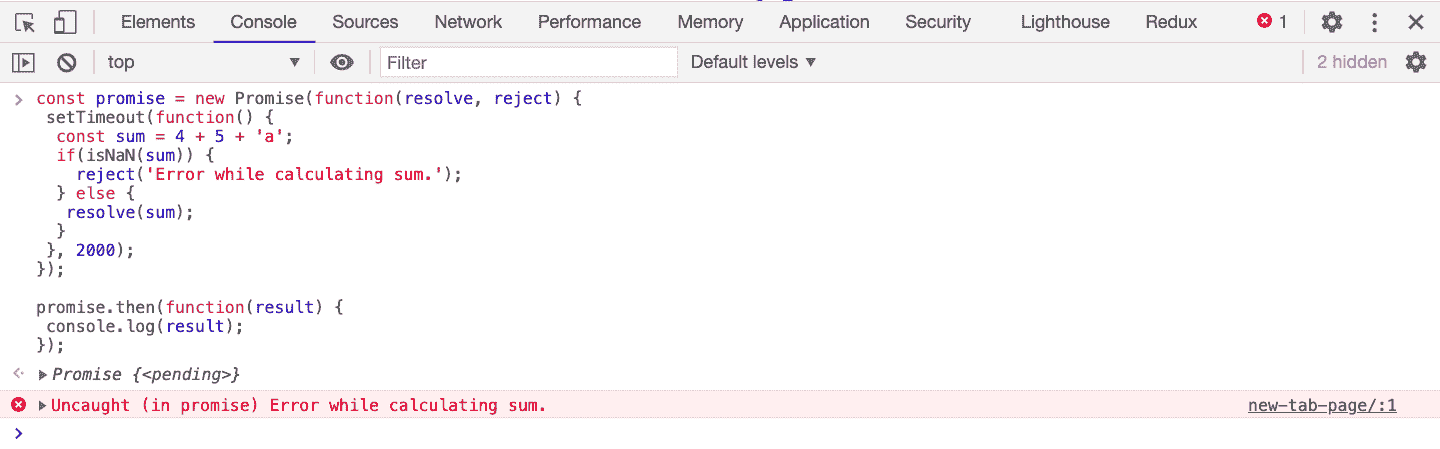 Elements Console Sources Network Performance Memory Application Security Lighthouse Redux 1
top Filter Default levels 2 hidden
const promise = new Promise(function(resolve, reject) {
setTimeout(function() {
const sum = 4 + 5 + 'a';
if(isNaN(sum)) {
reject('Error while calculating sum.');
} else {
resolve(sum);
}
}, 2000);
});
promise.then(function(result) {
console.log(result);
});
Promise {<pending>}
Uncaught (in promise) Error while calculating sum. new-tab-page/:1